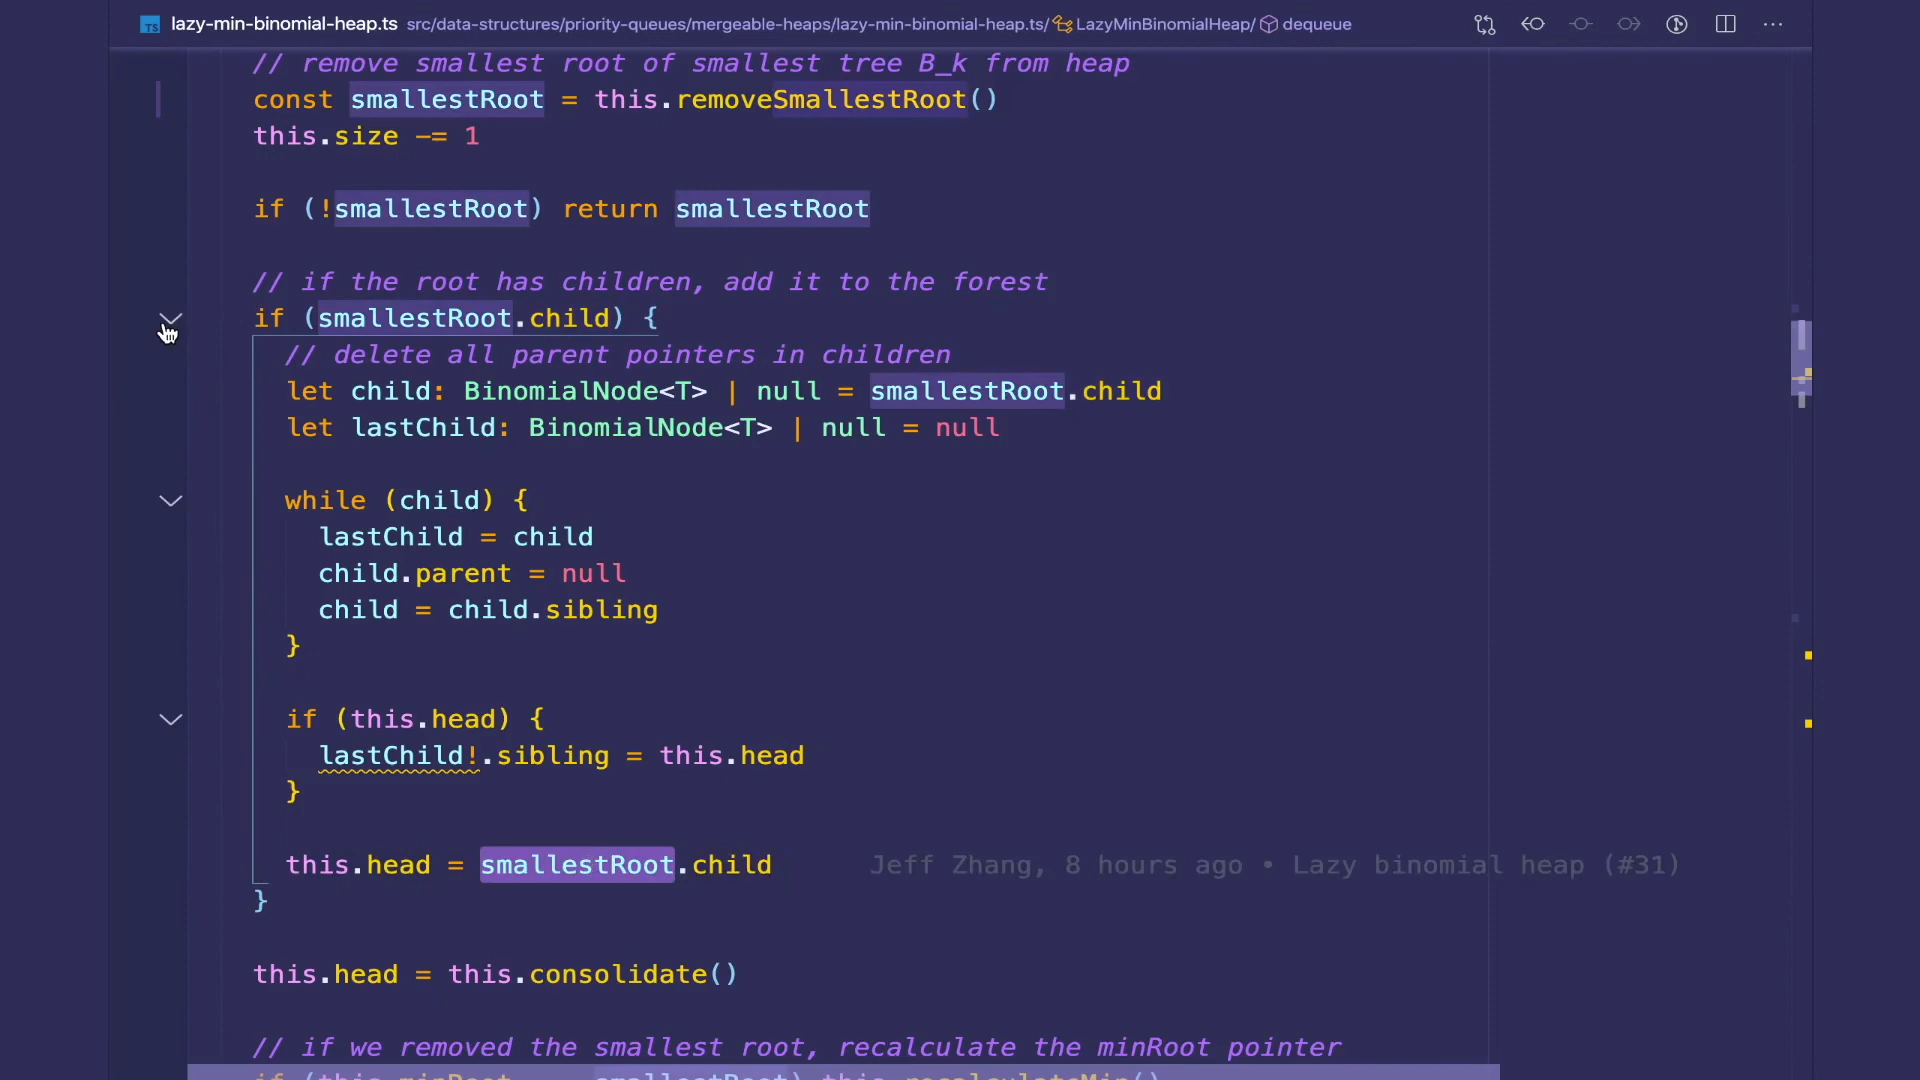 TS lazy-min-binomial-heap.ts src/data-structures/priority-queues/mergeable-heaps/lazy-min-binomial-heap.ts/ LazyMinBinomialHeap/ dequeue
// remove smallest root of smallest tree B_k from heap
const smallestRoot = this.removeSmallestRoot()
this.size -= 1
if (!smallestRoot) return smallestRoot
// if the root has children, add it to the forest
if (smallestRoot.child) {
// delete all parent pointers in children
let child: BinomialNode<T> | null = smallestRoot.child
let lastChild: BinomialNode<T> | null = null
while (child) {
lastChild = child
child.parent = null
child = child.sibling
}
if (this.head) {
lastChild!.sibling = this.head
}
this.head = smallestRoot.child Jeff Zhang, 8 hours ago • Lazy binomial heap (#31)
}
this.head = this.consolidate()
// if we removed the smallest root, recalculate the minRoot pointer